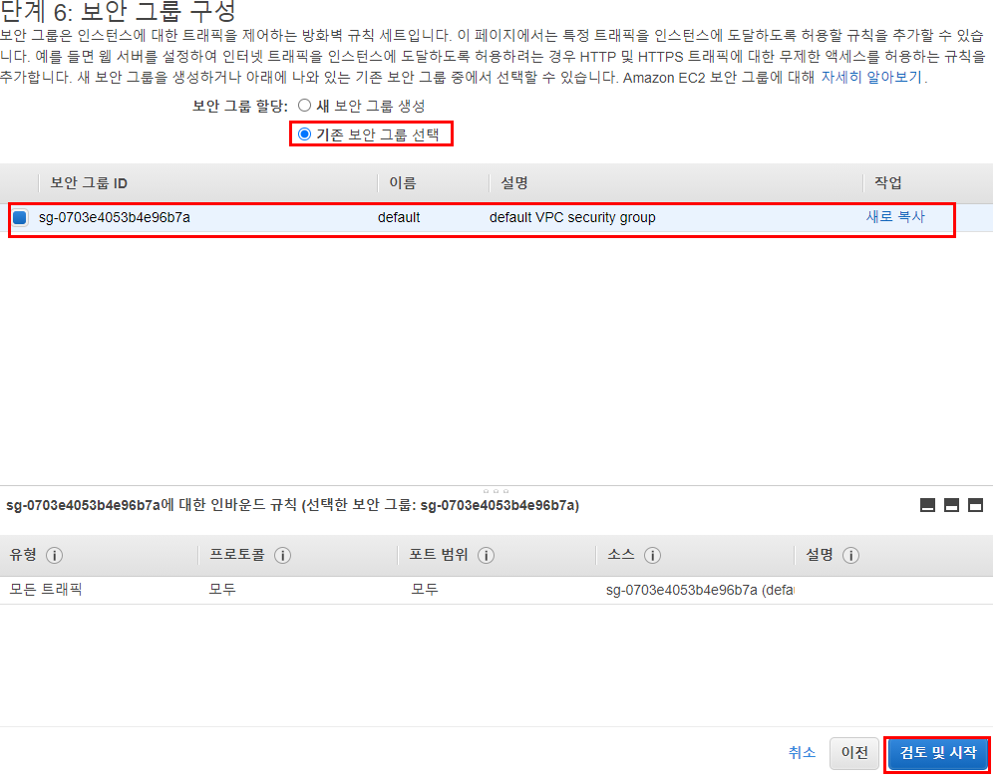 단계 6: 보안 그룹 구성
보안 그룹은 인스턴스에 대한 트래픽을 제어하는 방화벽 규칙 세트입니다. 이 페이지에서는 특정 트래픽을 인스턴스에 도달하도록 허용할 규칙을 추가할 수 있습
니다. 예를 들면 웹 서버를 설정하여 인터넷 트래픽을 인스턴스에 도달하도록 허용하려는 경우 HTTP 및 HTTPS 트래픽에 대한 무제한 액세스를 허용하는 규칙을
추가합니다. 새 보안 그룹을 생성하거나 아래에 나와 있는 기존 보안 그룹 중에서 선택할 수 있습니다. Amazon EC2 보안 그룹에 대해 자세히 알아보기.
보안 그룹 할당: 새 보안 그룹 생성
기존 보안 그룹 선택
보안 그룹 ID 이름 설명 작업
sg-0703e4053b4e96b7a default default VPC security group 새로 복사
sg-0703e4053b4e96b7a에 대한 인바운드 규칙 (선택한 보안 그룹: sg-0703e4053b4e96b7a)
유형 프로토콜 포트 범위 소스 설명
모든 트래픽 모두 모두 sg-0703e4053b4e96b7a (defa
취소 이전 검토 및 시작